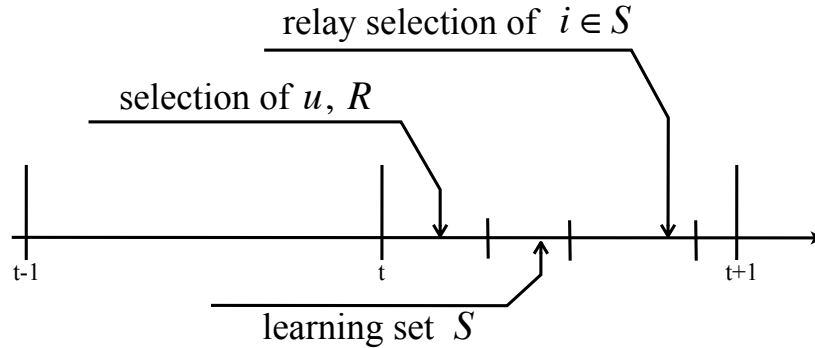 relay selection of i ∈ S
selection of u, R
t-1
t
t+1
learning set S